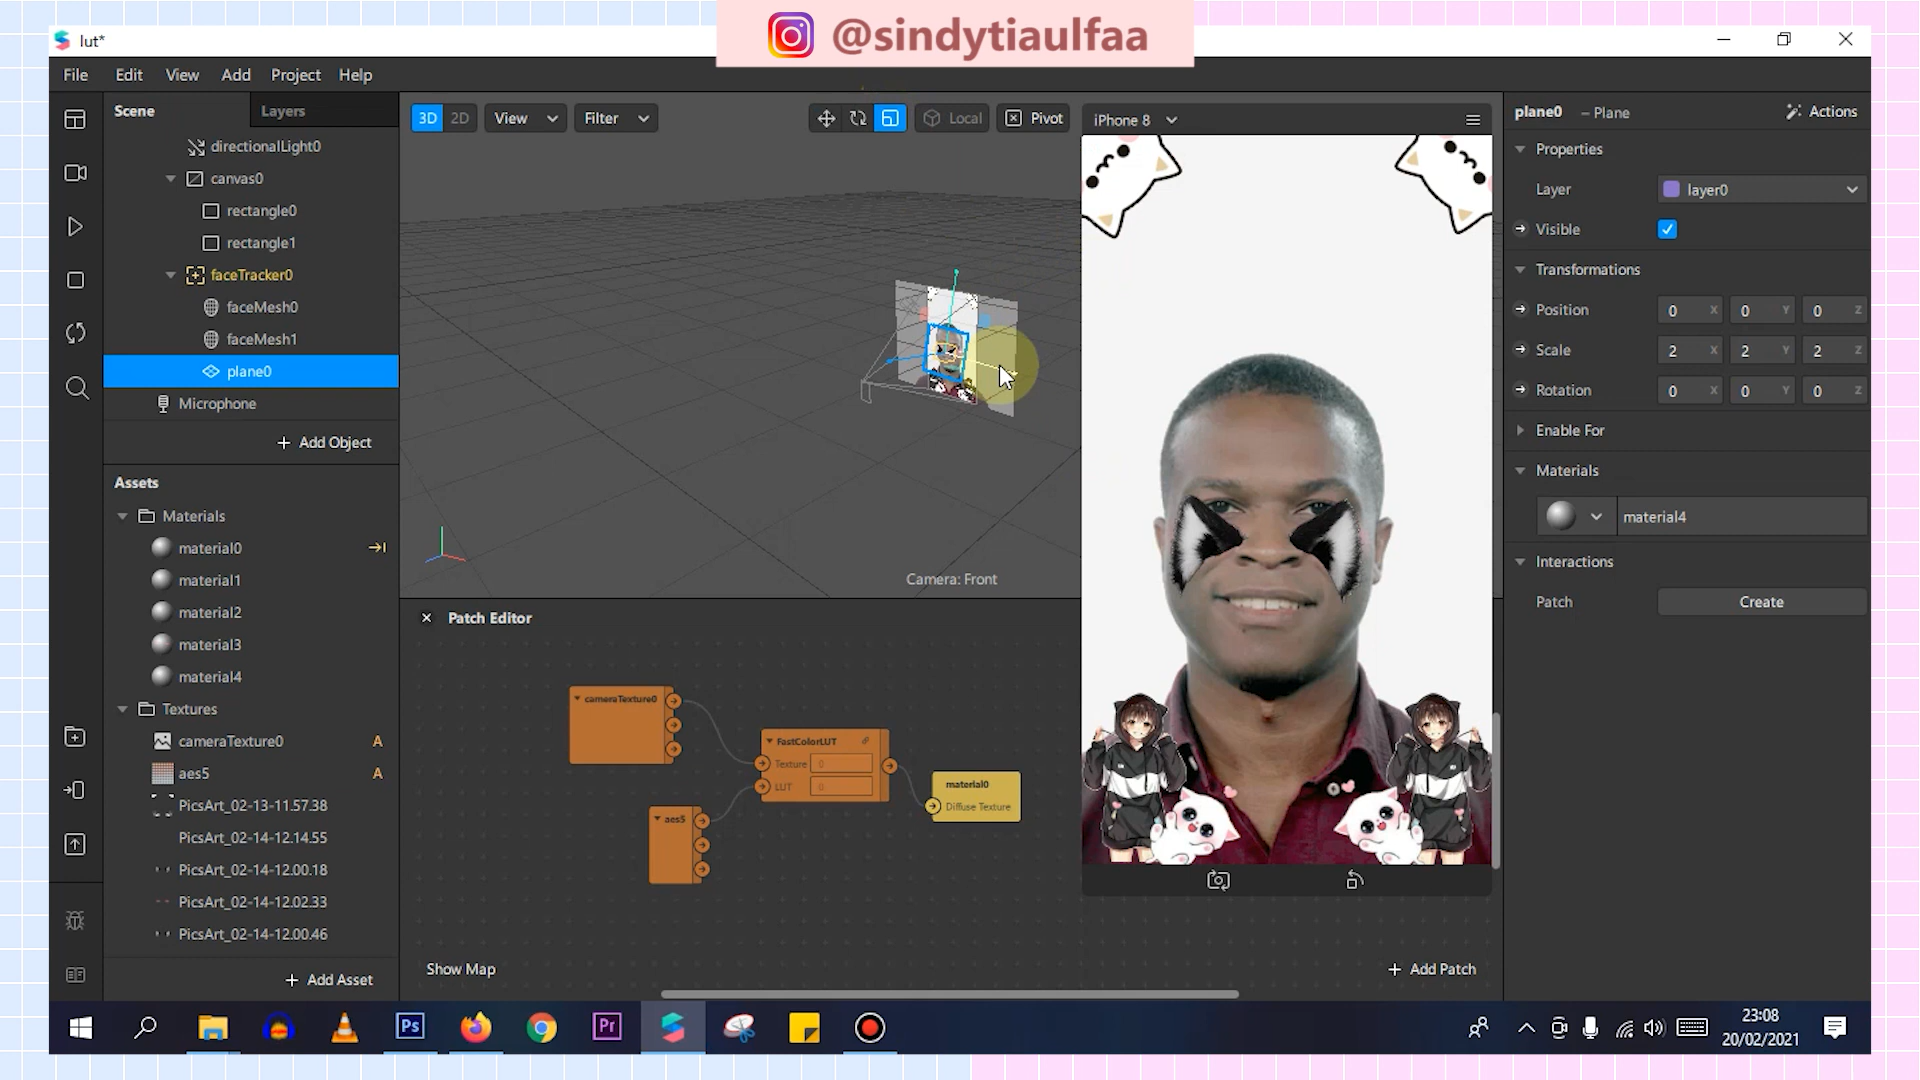 @sindytiaulfaa
lut*
File Edit View Add Project Help
Scene Layers
directionalLight0
canvas0
rectangle0
rectangle1
faceTracker0
faceMesh0
faceMesh1
plane0
Microphone
+ Add Object
Assets
Materials
material0
material1
material2
material3
material4
Textures
cameraTexture0 A
aes5 A
PicsArt_02-13-11.57.38
PicsArt_02-14-12.14.55
PicsArt_02-14-12.00.18
PicsArt_02-14-12.02.33
PicsArt_02-14-12.00.46
+ Add Asset
3D 2D View Filter Local Pivot
Camera: Front
Patch Editor
cameraTexture0
FastColorLUT
Texture 0
LUT 0
aes5
material0
Diffuse Texture
Show Map
+ Add Patch
iPhone 8
plane0 – Plane Actions
Properties
Layer layer0
Visible
Transformations
Position 0 X 0 Y 0 Z
Scale 2 X 2 Y 2 Z
Rotation 0 X 0 Y 0 Z
Enable For
Materials
material4
Interactions
Patch Create
Ps Pr
23:08
20/02/2021